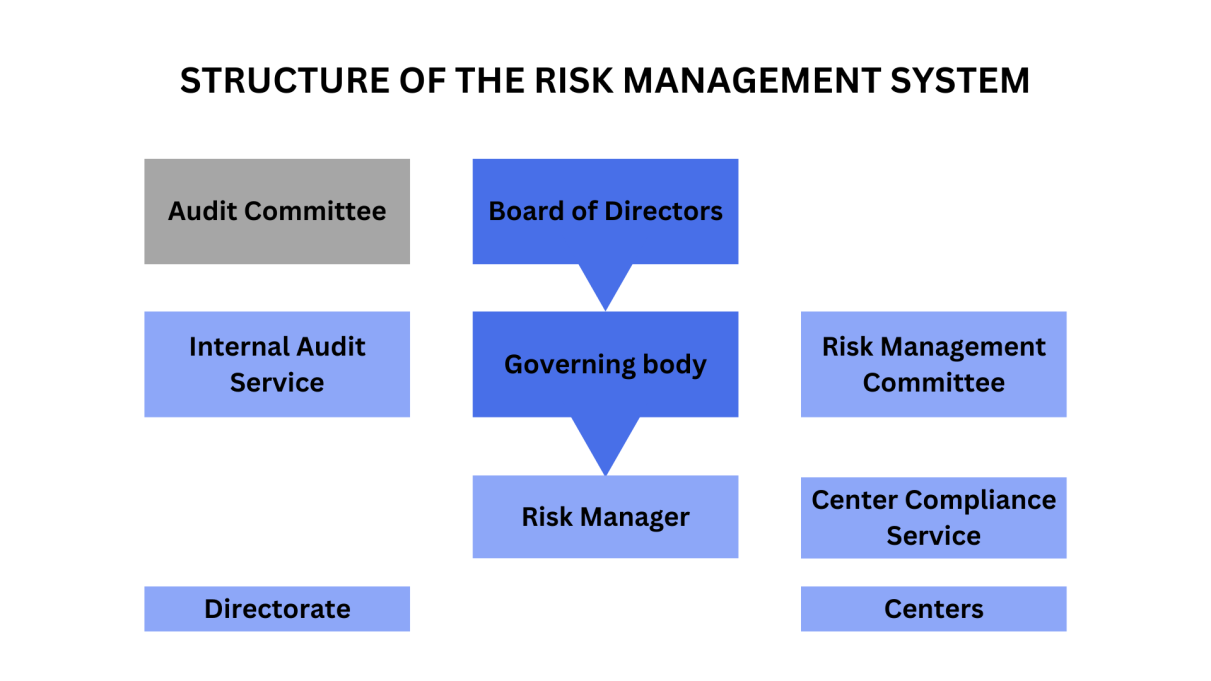 STRUCTURE OF THE RISK MANAGEMENT SYSTEM
Audit Committee
Board of Directors
Internal Audit
Service
Governing body
Risk Management
Committee
Risk Manager
Center Compliance
Service
Directorate
Centers